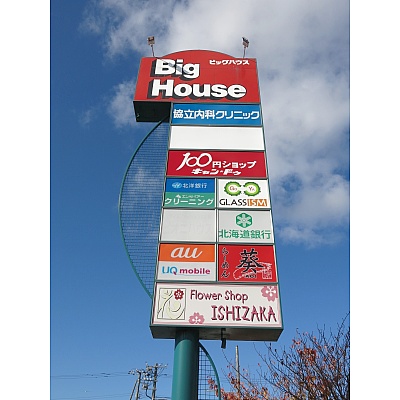 Big
House
ビッグハウス
協立内科クリニック
100円ショップ
キャン・ドゥ
北洋銀行
クリーニング
GLASSISM
北海道銀行
au
UQ mobile
葵
Flower Shop
ISHIZAKA